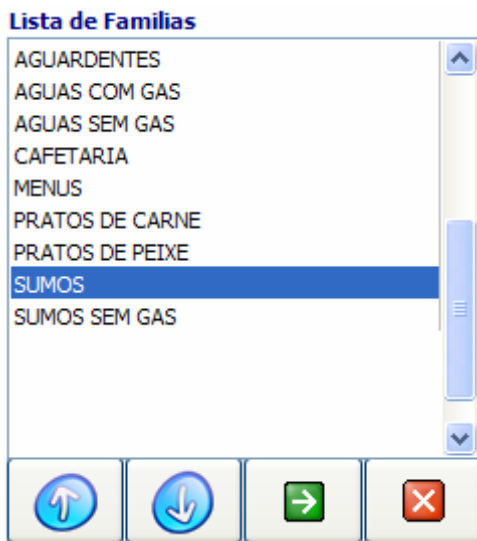 Lista de Familias
AGUARDENTES
AGUAS COM GAS
AGUAS SEM GAS
CAFETARIA
MENUS
PRATOS DE CARNE
PRATOS DE PEIXE
SUMOS
SUMOS SEM GAS